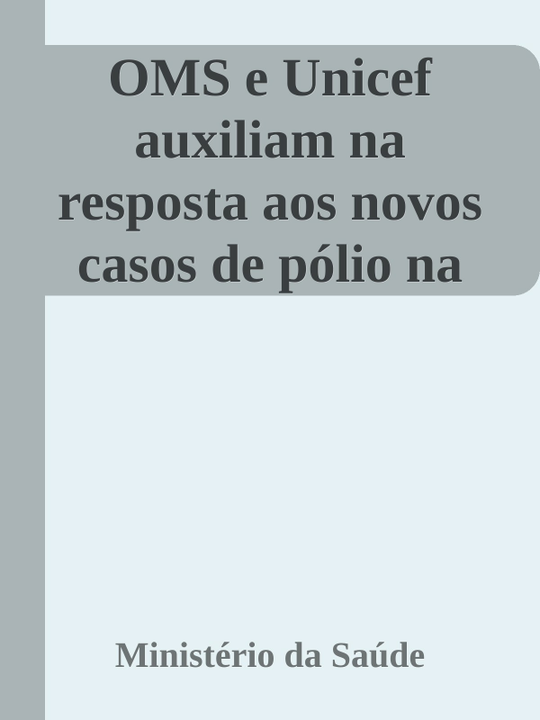 OMS e Unicef
auxiliam na
resposta aos novos
casos de pólio na
Ministério da Saúde